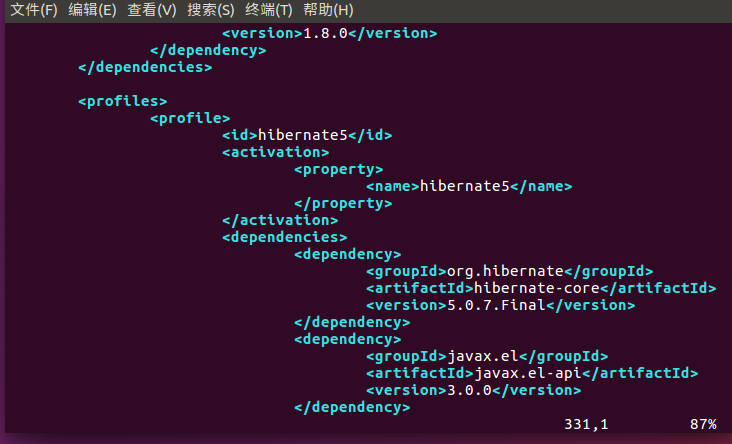 文件(F) 编辑(E) 查看(V) 搜索(S) 终端(T) 帮助(H)
<version>1.8.0</version>
</dependency>
</dependencies>
<profiles>
<profile>
<id>hibernate5</id>
<activation>
<property>
<name>hibernate5</name>
</property>
</activation>
<dependencies>
<dependency>
<groupId>org.hibernate</groupId>
<artifactId>hibernate-core</artifactId>
<version>5.0.7.Final</version>
</dependency>
<dependency>
<groupId>javax.el</groupId>
<artifactId>javax.el-api</artifactId>
<version>3.0.0</version>
</dependency>
331,1 87%